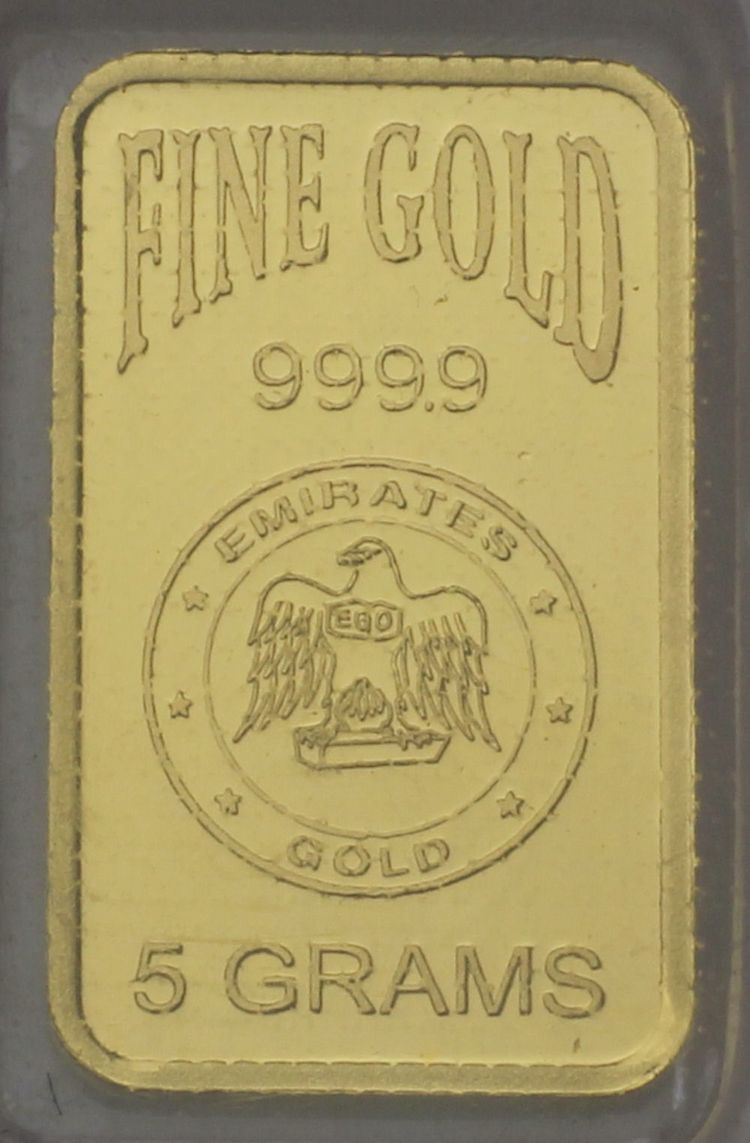 FINE GOLD
999.9
EMIRATES
EGO
GOLD
5 GRAMS